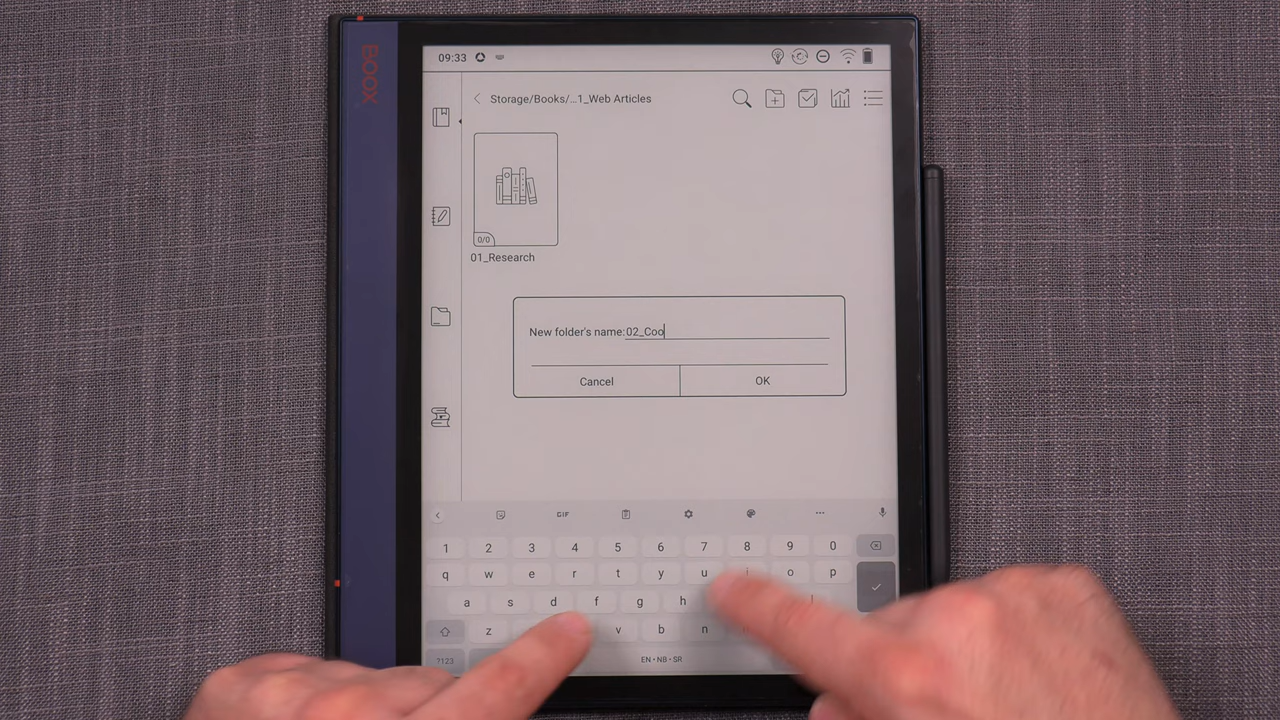 BOOX
09:33
Storage/Books/...1_Web Articles
0/0
01_Research
New folder's name:02_Coo
Cancel
OK
GIF
1 2 3 4 5 6 7 8 9 0
q w e r t y u i o p
a s d f g h l
z v b n
?123
EN • NB • SR